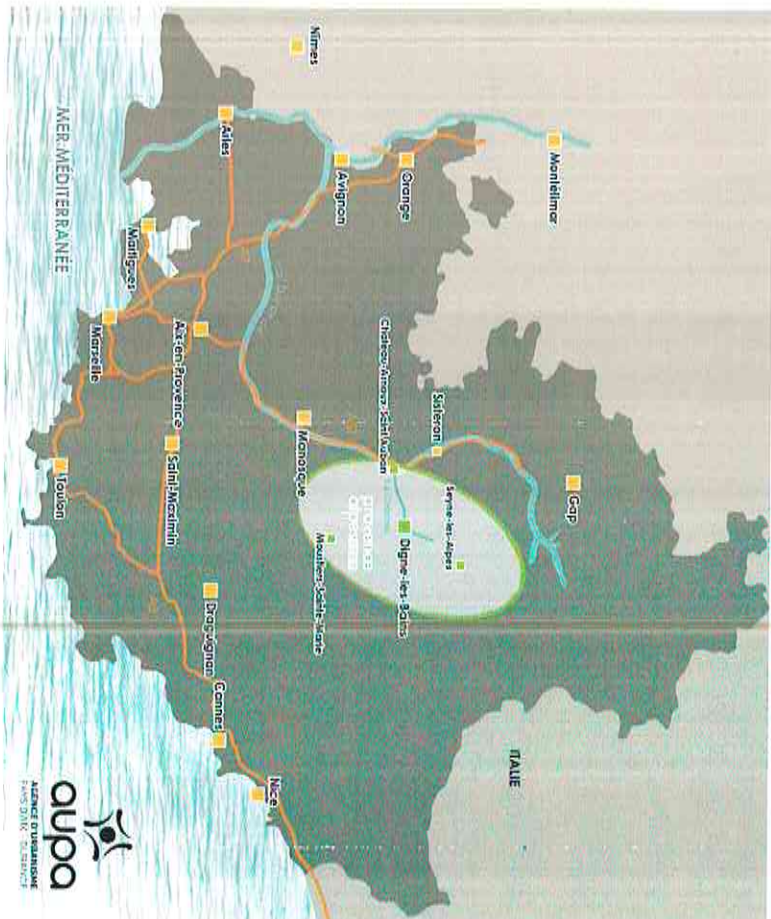 Montélimar
Nîmes
Orange
Avignon
Gap
Sisteron
Seyne-les-Alpes
Château-Arnoux-Saint-Auban
Digne-les-Bains
Provence
Moustiers-Sainte-Marie
Manosque
Arles
Aix-en-Provence
Saint-Maximin
Draguignan
Martigues
Marseille
Toulon
Cannes
Nice
ITALIE
MER MÉDITERRANÉE
aupa
AGENCE D'URBANISME
PAYS D'AIX - DURANCE